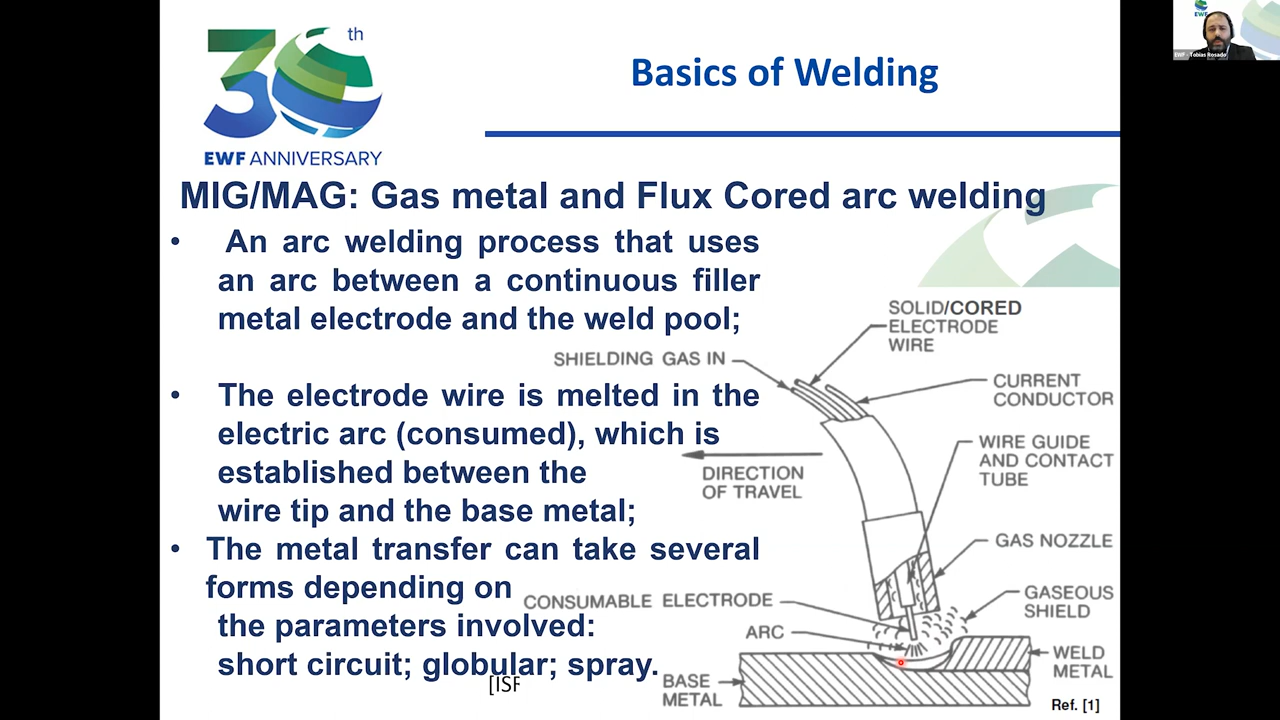 30
th
EWF ANNIVERSARY
EWF
EWF - Tobias Rosado
Basics of Welding
MIG/MAG: Gas metal and Flux Cored arc welding
• An arc welding process that uses
an arc between a continuous filler
metal electrode and the weld pool;
• The electrode wire is melted in the
electric arc (consumed), which is
established between the
wire tip and the base metal;
• The metal transfer can take several
forms depending on
the parameters involved:
short circuit; globular; spray.
[ISF
SOLID/CORED
ELECTRODE
WIRE
SHIELDING GAS IN
CURRENT
CONDUCTOR
WIRE GUIDE
AND CONTACT
TUBE
DIRECTION
OF TRAVEL
GAS NOZZLE
CONSUMABLE ELECTRODE
GASEOUS
SHIELD
ARC
WELD
METAL
BASE
METAL
Ref. [1]